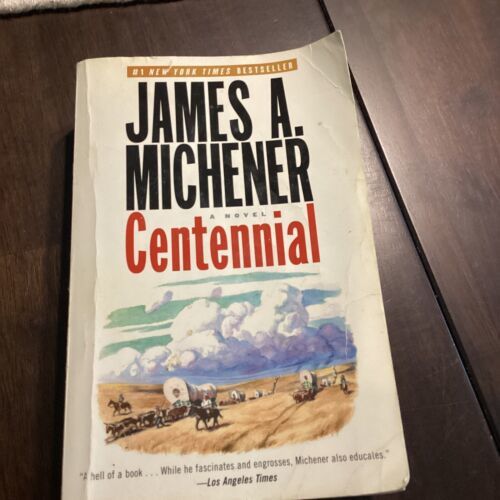 #1 NEW YORK TIMES BESTSELLER
JAMES A.
MICHENER
A NOVEL
Centennial
"A hell of a book . . . While he fascinates and engrosses, Michener also educates."
—Los Angeles Times